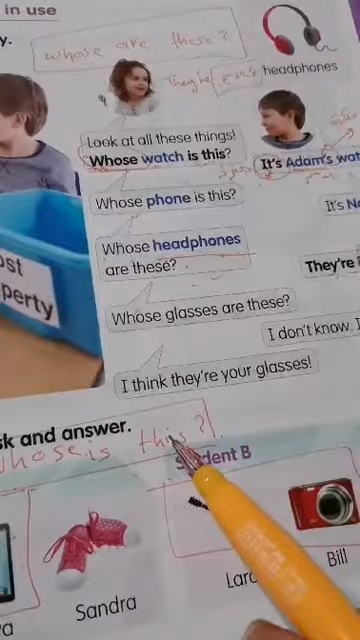 in use
y.
whose are these?
They're Em's
headphones
Look at all these things!
Whose watch is this?
It's Adam's wat
Whose phone is this?
It's N
Whose headphones
are these?
They're
Whose glasses are these?
I don't know. I
I think they're your glasses!
ost
perty
sk and answer.
whose is this?
Student B
va
Sandra
Lar
Bill